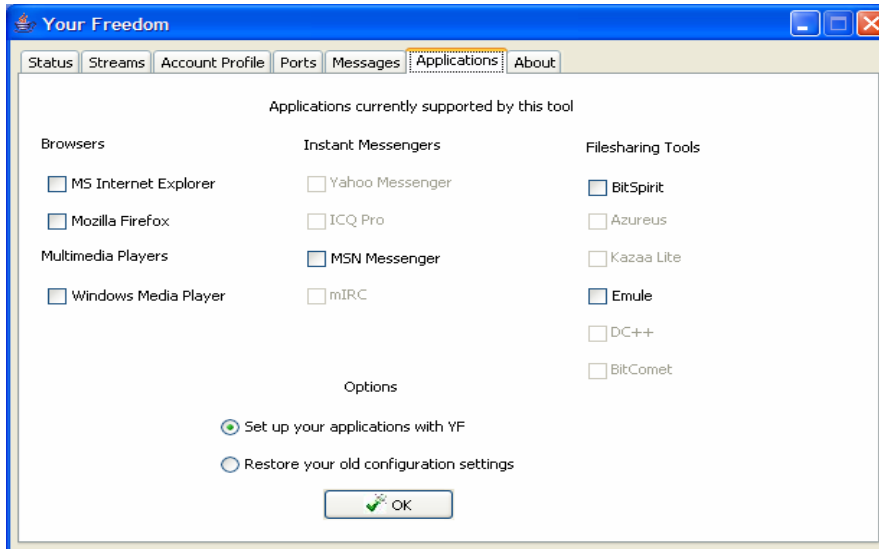 Your Freedom
Status Streams Account Profile Ports Messages Applications About
Applications currently supported by this tool
Browsers
MS Internet Explorer
Mozilla Firefox
Multimedia Players
Windows Media Player
Instant Messengers
Yahoo Messenger
ICQ Pro
MSN Messenger
mIRC
Filesharing Tools
BitSpirit
Azureus
Kazaa Lite
Emule
DC++
BitComet
Options
Set up your applications with YF
Restore your old configuration settings
OK